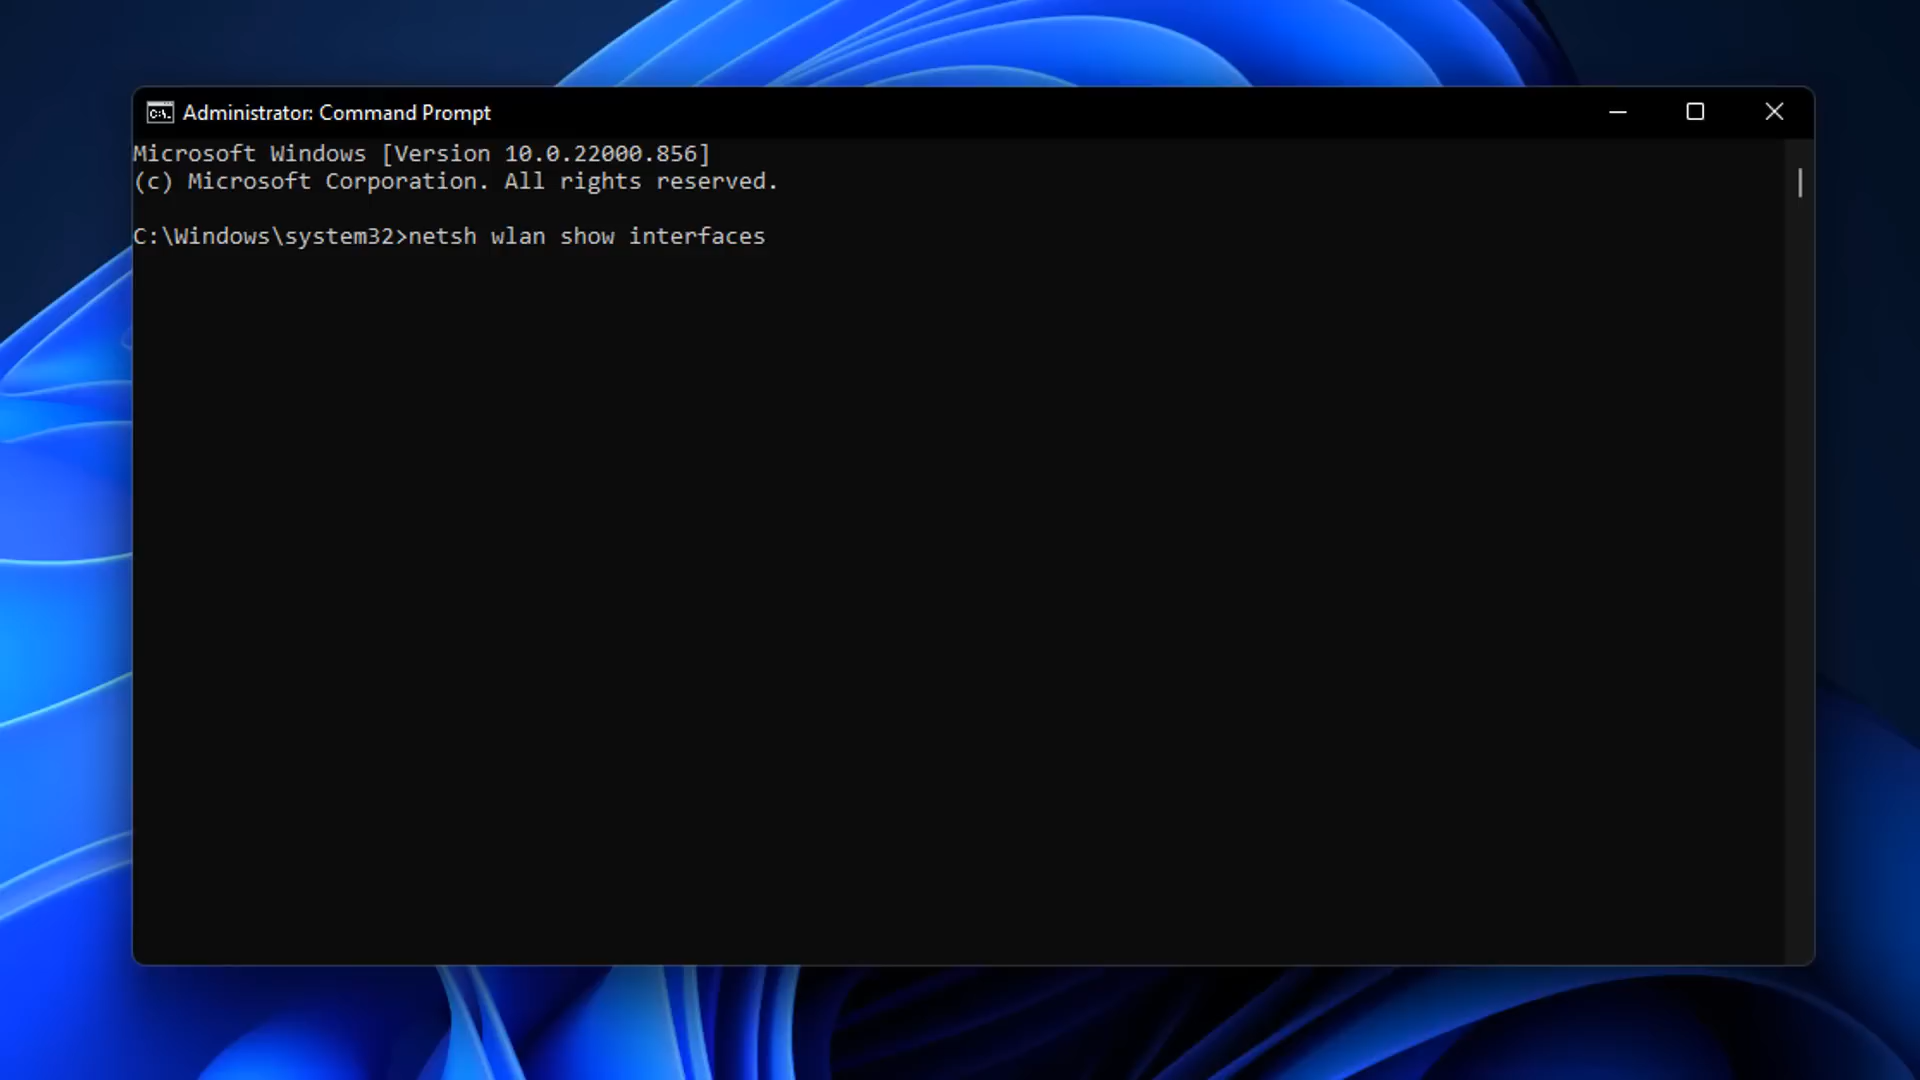 Administrator: Command Prompt
Microsoft Windows [Version 10.0.22000.856]
(c) Microsoft Corporation. All rights reserved.
C:\Windows\system32>netsh wlan show interfaces